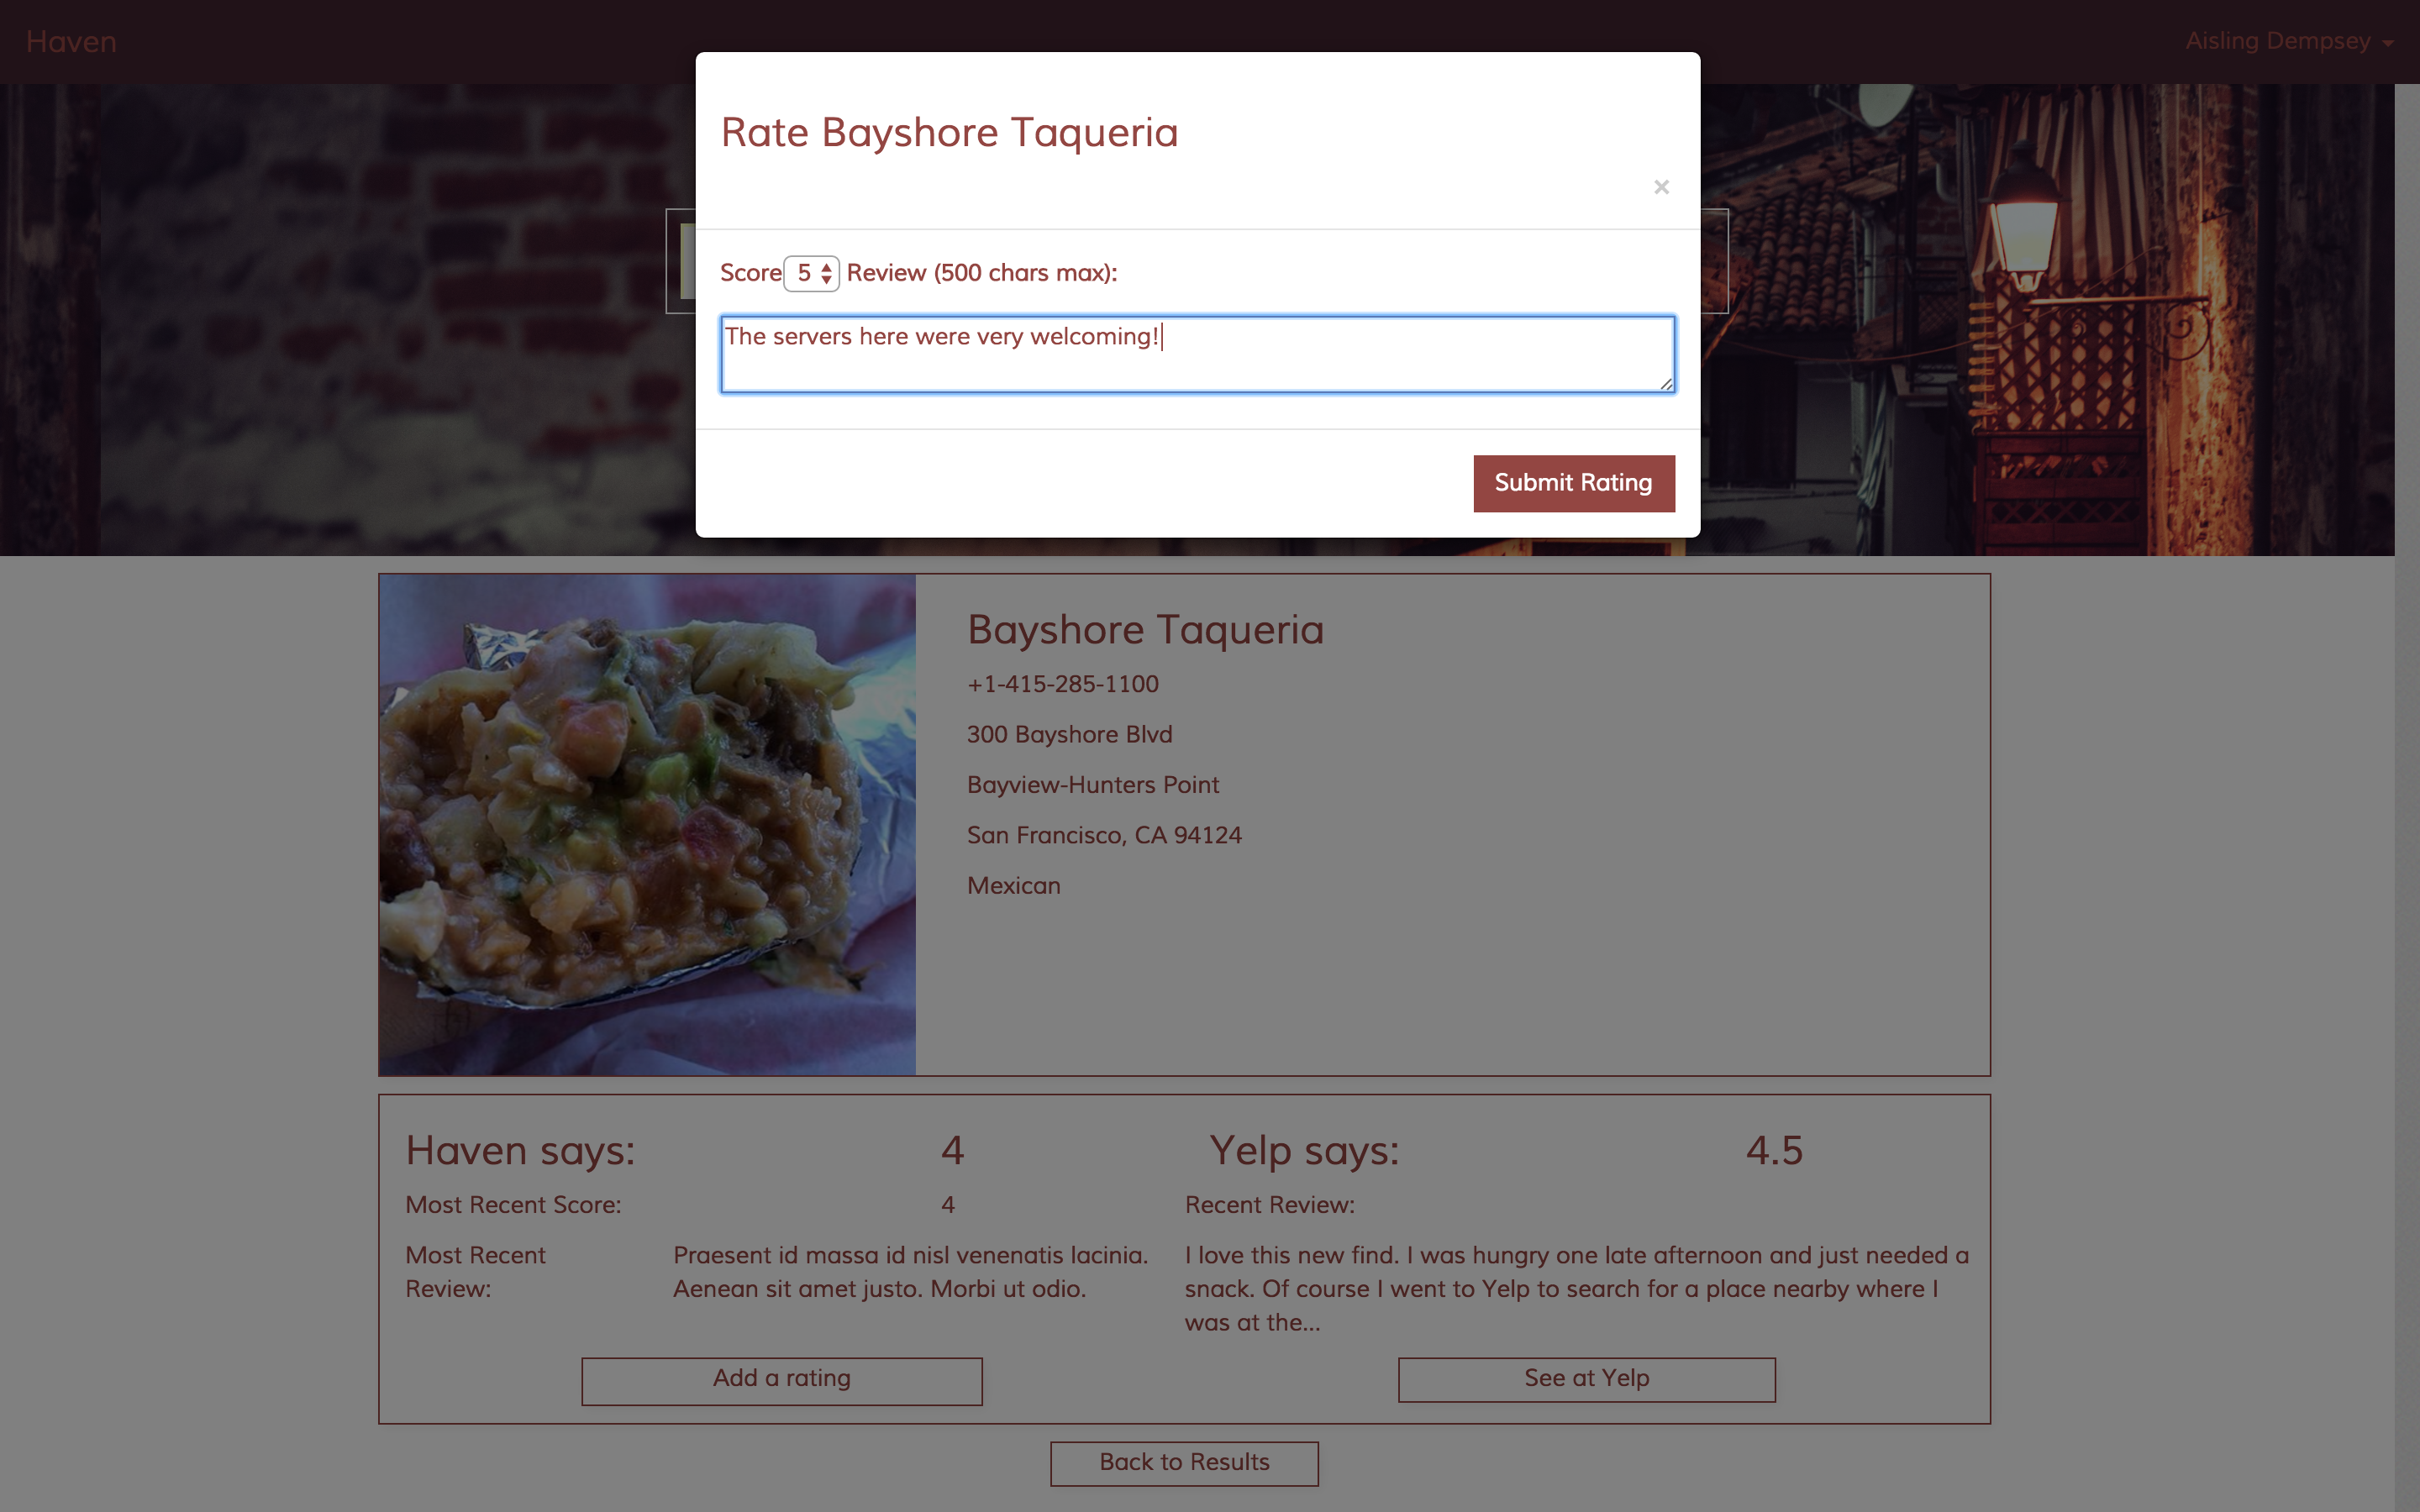 Haven
Aisling Dempsey
Rate Bayshore Taqueria
×
Score 5 Review (500 chars max):
The servers here were very welcoming!
Submit Rating
Bayshore Taqueria
+1-415-285-1100
300 Bayshore Blvd
Bayview-Hunters Point
San Francisco, CA 94124
Mexican
Haven says: 4
Most Recent Score: 4
Most Recent
Review:
Praesent id massa id nisl venenatis lacinia.
Aenean sit amet justo. Morbi ut odio.
Add a rating
Yelp says: 4.5
Recent Review:
I love this new find. I was hungry one late afternoon and just needed a
snack. Of course I went to Yelp to search for a place nearby where I
was at the...
See at Yelp
Back to Results